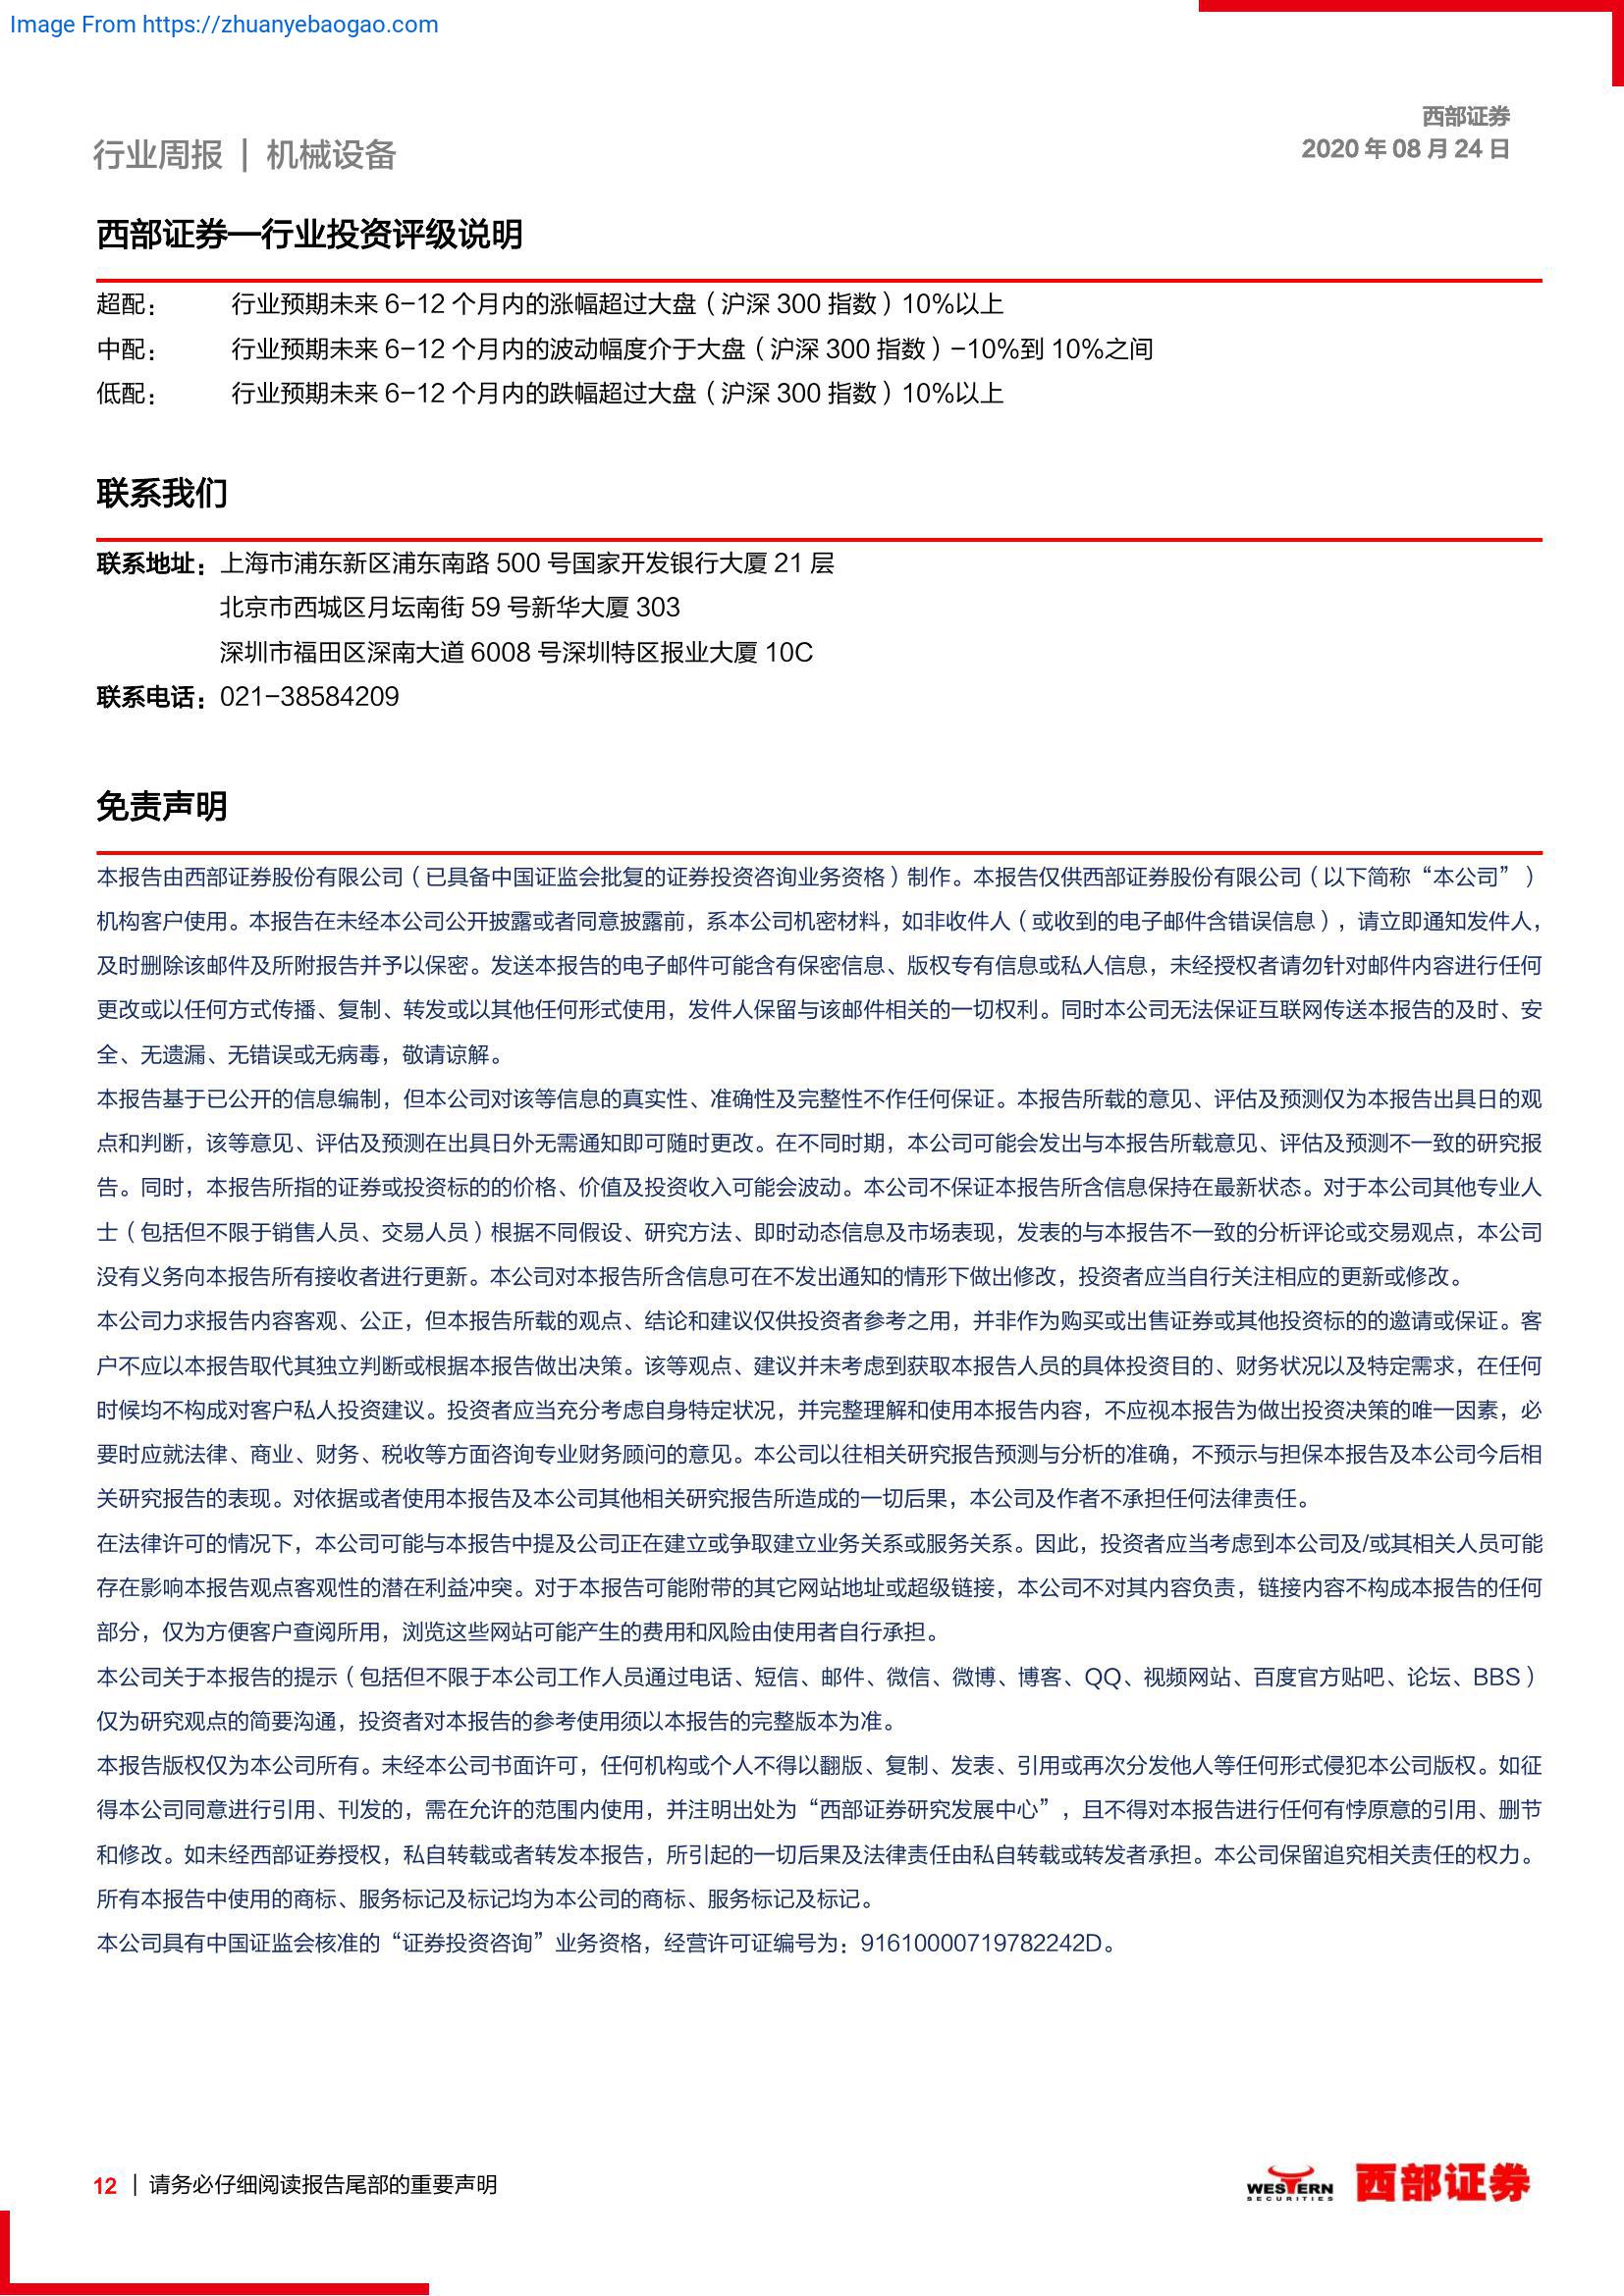 Image From https://zhuanyebaogao.com
西部证券
2020 年 08 月 24 日
行业周报 | 机械设备
西部证券—行业投资评级说明
超配： 行业预期未来 6-12 个月内的涨幅超过大盘（沪深 300 指数）10%以上
中配： 行业预期未来 6-12 个月内的波动幅度介于大盘（沪深 300 指数）-10%到 10%之间
低配： 行业预期未来 6-12 个月内的跌幅超过大盘（沪深 300 指数）10%以上
联系我们
联系地址：上海市浦东新区浦东南路 500 号国家开发银行大厦 21 层
北京市西城区月坛南街 59 号新华大厦 303
深圳市福田区深南大道 6008 号深圳特区报业大厦 10C
联系电话：021-38584209
免责声明
本报告由西部证券股份有限公司（已具备中国证监会批复的证券投资咨询业务资格）制作。本报告仅供西部证券股份有限公司（以下简称“本公司”）
机构客户使用。本报告在未经本公司公开披露或者同意披露前，系本公司机密材料，如非收件人（或收到的电子邮件含错误信息），请立即通知发件人，
及时删除该邮件及所附报告并予以保密。发送本报告的电子邮件可能含有保密信息、版权专有信息或私人信息，未经授权者请勿针对邮件内容进行任何
更改或以任何方式传播、复制、转发或以其他任何形式使用，发件人保留与该邮件相关的一切权利。同时本公司无法保证互联网传送本报告的及时、安
全、无遗漏、无错误或无病毒，敬请谅解。
本报告基于已公开的信息编制，但本公司对该等信息的真实性、准确性及完整性不作任何保证。本报告所载的意见、评估及预测仅为本报告出具日的观
点和判断，该等意见、评估及预测在出具日外无需通知即可随时更改。在不同时期，本公司可能会发出与本报告所载意见、评估及预测不一致的研究报
告。同时，本报告所指的证券或投资标的的价格、价值及投资收入可能会波动。本公司不保证本报告所含信息保持在最新状态。对于本公司其他专业人
士（包括但不限于销售人员、交易人员）根据不同假设、研究方法、即时动态信息及市场表现，发表的与本报告不一致的分析评论或交易观点，本公司
没有义务向本报告所有接收者进行更新。本公司对本报告所含信息可在不发出通知的情形下做出修改，投资者应当自行关注相应的更新或修改。
本公司力求报告内容客观、公正，但本报告所载的观点、结论和建议仅供投资者参考之用，并非作为购买或出售证券或其他投资标的的邀请或保证。客
户不应以本报告取代其独立判断或根据本报告做出决策。该等观点、建议并未考虑到获取本报告人员的具体投资目的、财务状况以及特定需求，在任何
时候均不构成对客户私人投资建议。投资者应当充分考虑自身特定状况，并完整理解和使用本报告内容，不应视本报告为做出投资决策的唯一因素，必
要时应就法律、商业、财务、税收等方面咨询专业财务顾问的意见。本公司以往相关研究报告预测与分析的准确，不预示与担保本报告及本公司今后相
关研究报告的表现。对依据或者使用本报告及本公司其他相关研究报告所造成的一切后果，本公司及作者不承担任何法律责任。
在法律许可的情况下，本公司可能与本报告中提及公司正在建立或争取建立业务关系或服务关系。因此，投资者应当考虑到本公司及/或其相关人员可能
存在影响本报告观点客观性的潜在利益冲突。对于本报告可能附带的其它网站地址或超级链接，本公司不对其内容负责，链接内容不构成本报告的任何
部分，仅为方便客户查阅所用，浏览这些网站可能产生的费用和风险由使用者自行承担。
本公司关于本报告的提示（包括但不限于本公司工作人员通过电话、短信、邮件、微信、微博、博客、QQ、视频网站、百度官方贴吧、论坛、BBS）
仅为研究观点的简要沟通，投资者对本报告的参考使用须以本报告的完整版本为准。
本报告版权仅为本公司所有。未经本公司书面许可，任何机构或个人不得以翻版、复制、发表、引用或再次分发他人等任何形式侵犯本公司版权。如征
得本公司同意进行引用、刊发的，需在允许的范围内使用，并注明出处为“西部证券研究发展中心”，且不得对本报告进行任何有悖原意的引用、删节
和修改。如未经西部证券授权，私自转载或者转发本报告，所引起的一切后果及法律责任由私自转载或转发者承担。本公司保留追究相关责任的权力。
所有本报告中使用的商标、服务标记及标记均为本公司的商标、服务标记及标记。
本公司具有中国证监会核准的“证券投资咨询”业务资格，经营许可证编号为：91610000719782242D。
12 | 请务必仔细阅读报告尾部的重要声明
WESTERN
SECURITIES
西部证券